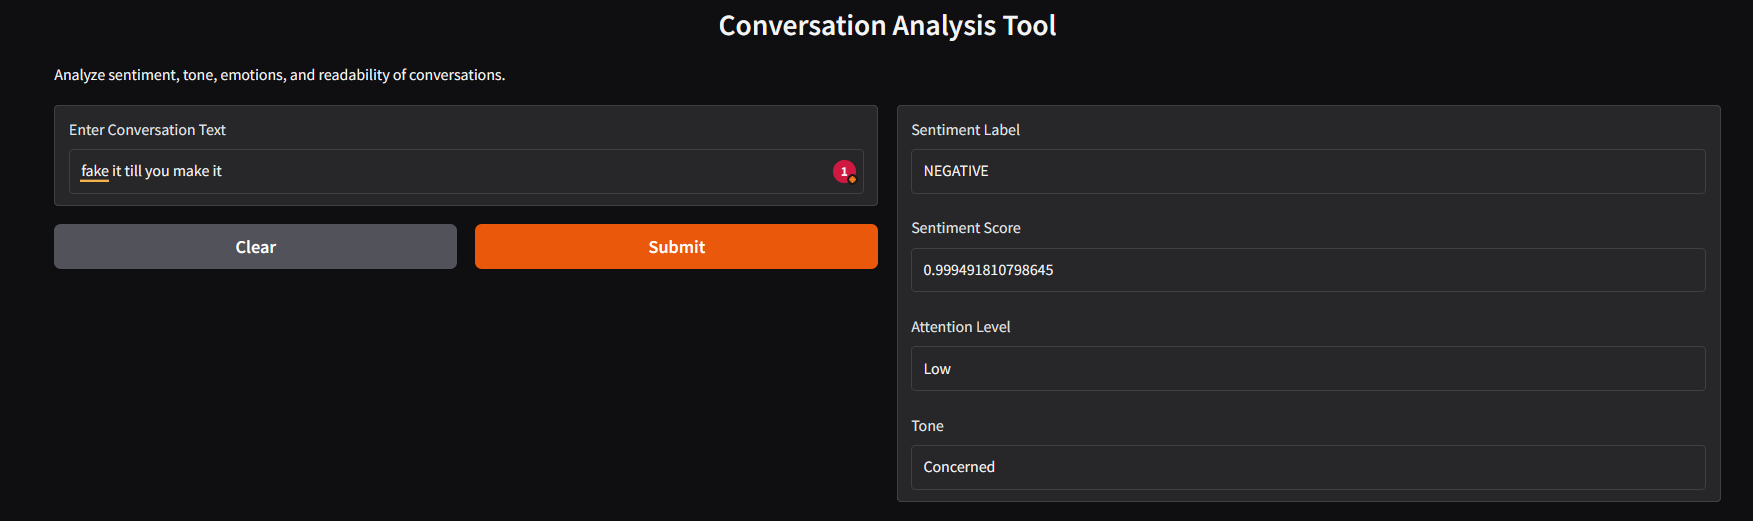 Conversation Analysis Tool
Analyze sentiment, tone, emotions, and readability of conversations.
Enter Conversation Text
fake it till you make it
1
Clear
Submit
Sentiment Label
NEGATIVE
Sentiment Score
0.999491810798645
Attention Level
Low
Tone
Concerned